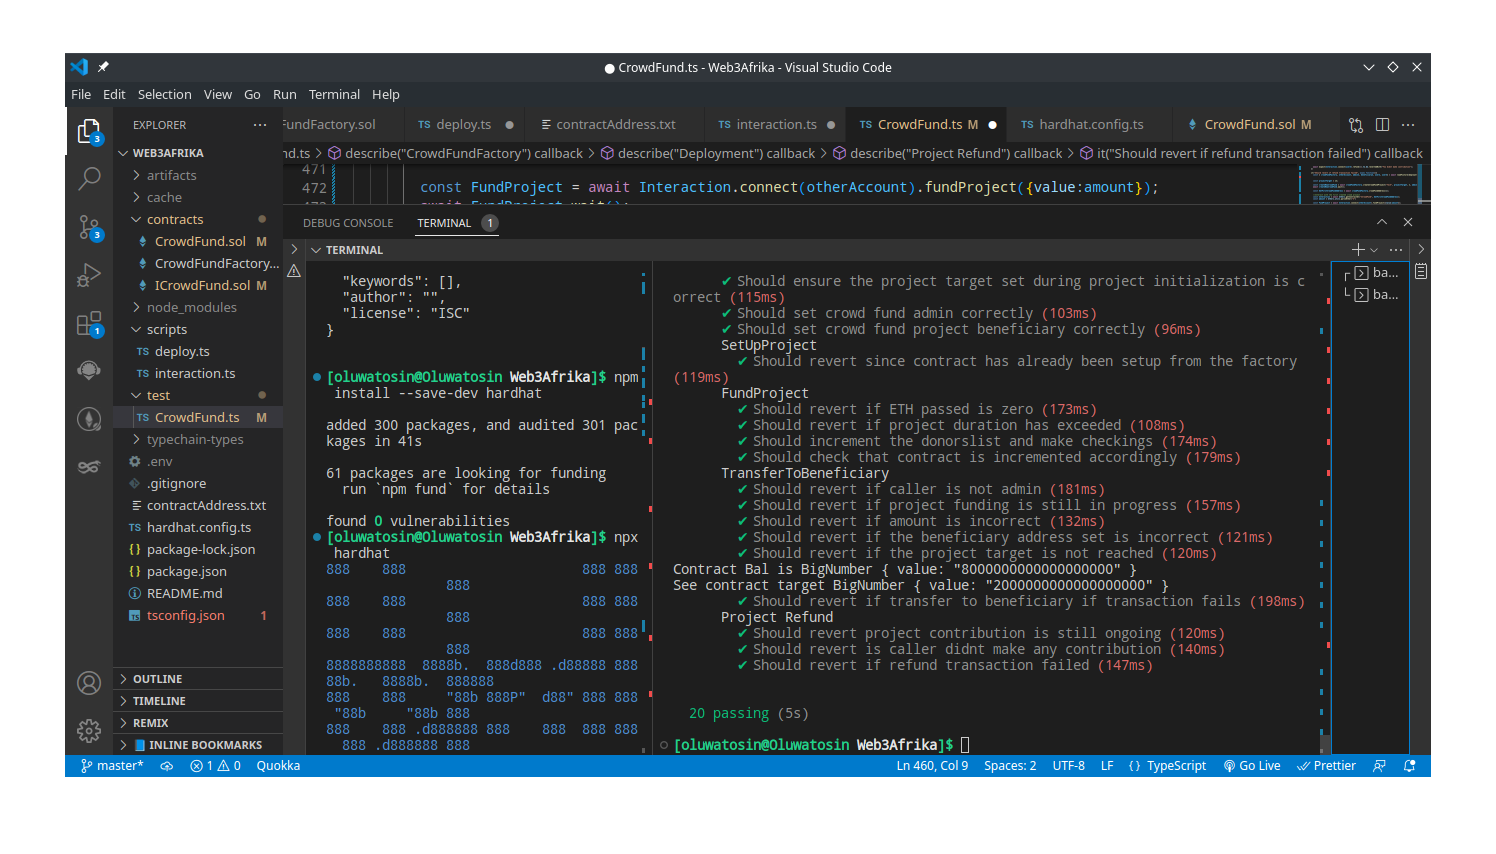 CrowdFund.ts - Web3Afrika - Visual Studio Code
File Edit Selection View Go Run Terminal Help
EXPLORER
FundFactory.sol
TS deploy.ts
contractAddress.txt
TS interaction.ts
TS CrowdFund.ts M
TS hardhat.config.ts
CrowdFund.sol M
nd.ts > describe("CrowdFundFactory") callback > describe("Deployment") callback > describe("Project Refund") callback > it("Should revert if refund transaction failed") callback
3
3
1
WEB3AFRIKA
artifacts
cache
contracts
CrowdFund.sol M
CrowdFundFactory...
ICrowdFund.sol M
node_modules
scripts
TS deploy.ts
TS interaction.ts
test
TS CrowdFund.ts M
typechain-types
.env
.gitignore
contractAddress.txt
TS hardhat.config.ts
{} package-lock.json
{} package.json
README.md
TS tsconfig.json 1
OUTLINE
TIMELINE
REMIX
INLINE BOOKMARKS
471
472 const FundProject = await Interaction.connect(otherAccount).fundProject({value:amount});
DEBUG CONSOLE TERMINAL 1
TERMINAL
"keywords": [],
"author": "",
"license": "ISC"
}
[oluwatosin@Oluwatosin Web3Afrika]$ npm
install --save-dev hardhat
added 300 packages, and audited 301 pac
kages in 41s
61 packages are looking for funding
run `npm fund` for details
found 0 vulnerabilities
[oluwatosin@Oluwatosin Web3Afrika]$ npx
hardhat
888    888                      888 888
888
888    888                      888 888
888
888    888                      888 888
888
8888888888  8888b.  888d888 .d88888 888
88b.   8888b.  888888
888    888     "88b 888P"  d88" 888 888
"88b     "88b 888
888    888 .d888888 888    888  888 888
888 .d888888 888
✔ Should ensure the project target set during project initialization is c
orrect (115ms)
✔ Should set crowd fund admin correctly (103ms)
✔ Should set crowd fund project beneficiary correctly (96ms)
SetUpProject
✔ Should revert since contract has already been setup from the factory
(119ms)
FundProject
✔ Should revert if ETH passed is zero (173ms)
✔ Should revert if project duration has exceeded (108ms)
✔ Should increment the donorslist and make checkings (174ms)
✔ Should check that contract is incremented accordingly (179ms)
TransferToBeneficiary
✔ Should revert if caller is not admin (181ms)
✔ Should revert if project funding is still in progress (157ms)
✔ Should revert if amount is incorrect (132ms)
✔ Should revert if the beneficiary address set is incorrect (121ms)
✔ Should revert if the project target is not reached (120ms)
Contract Bal is BigNumber { value: "8000000000000000000" }
See contract target BigNumber { value: "2000000000000000000" }
✔ Should revert if transfer to beneficiary if transaction fails (198ms)
Project Refund
✔ Should revert project contribution is still ongoing (120ms)
✔ Should revert is caller didnt make any contribution (140ms)
✔ Should revert if refund transaction failed (147ms)
20 passing (5s)
[oluwatosin@Oluwatosin Web3Afrika]$
ba...
ba...
master* 1 0 Quokka
Ln 460, Col 9 Spaces: 2 UTF-8 LF {} TypeScript Go Live Prettier